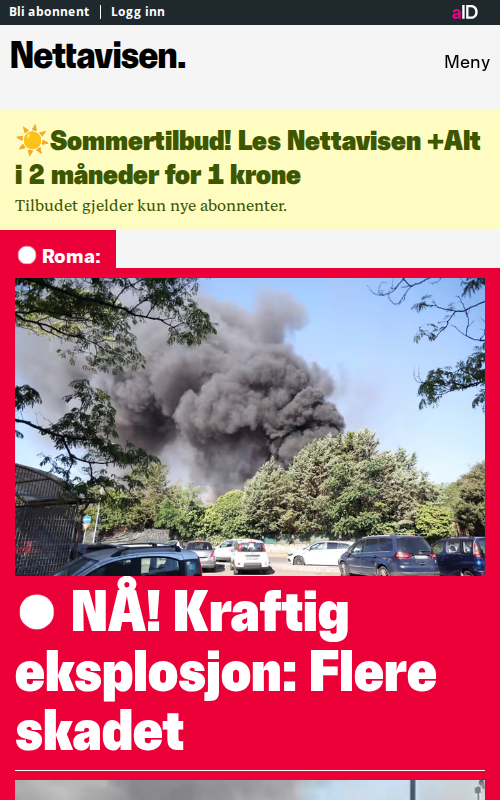 Bli abonnent | Logg inn
aID
Nettavisen.
Meny
☀️Sommertilbud! Les Nettavisen +Alt
i 2 måneder for 1 krone
Tilbudet gjelder kun nye abonnenter.
Roma:
NÅ! Kraftig
eksplosjon: Flere
skadet